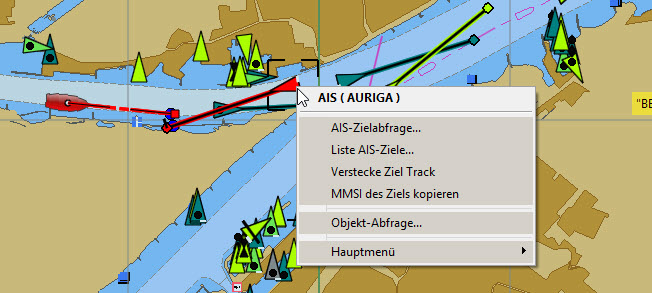 AIS ( AURIGA )
"BE
AIS-Zielabfrage...
Liste AIS-Ziele...
Verstecke Ziel Track
MMSI des Ziels kopieren
Objekt-Abfrage...
Hauptmenü